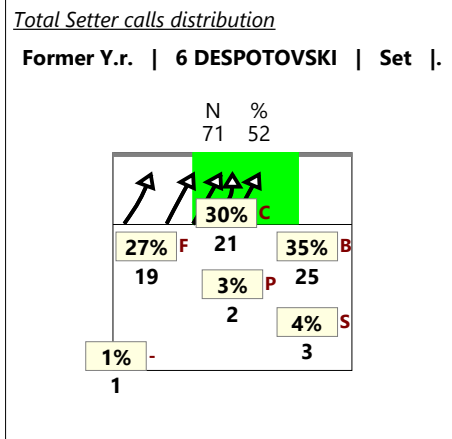 Total Setter calls distribution
Former Y.r. | 6 DESPOTOVSKI | Set |.
N %
71 52
30% C
27% F 21 35% B
19 3% P 25
2 4% S
1% - 3
1